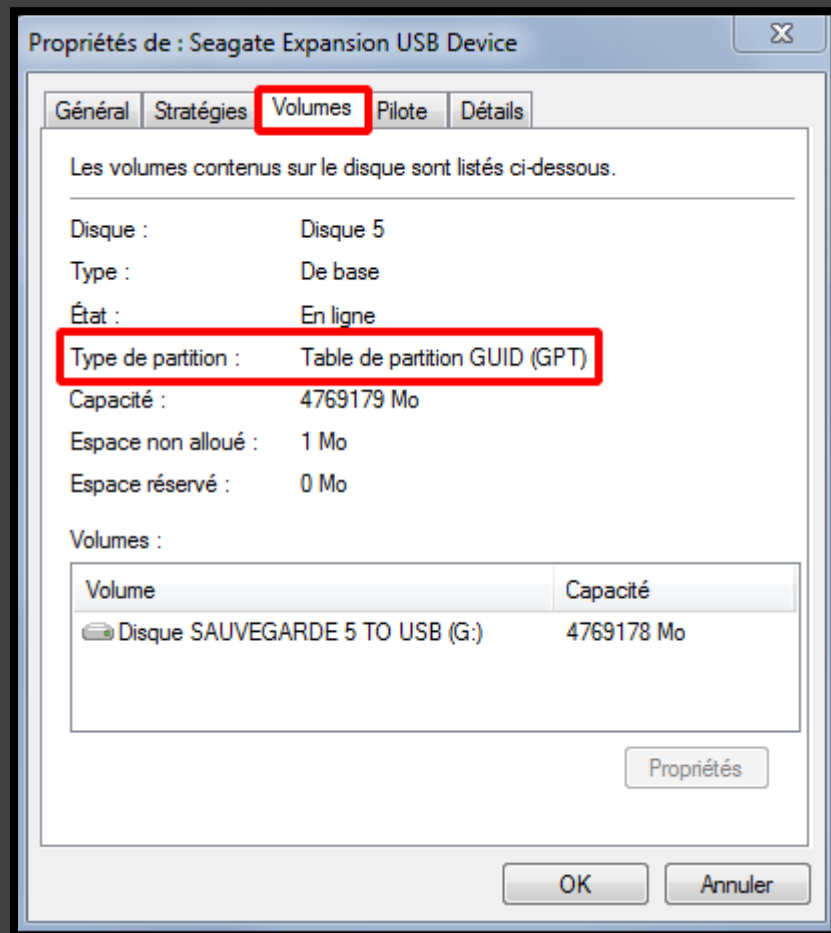 Propriétés de : Seagate Expansion USB Device
Général Stratégies Volumes Pilote Détails
Les volumes contenus sur le disque sont listés ci-dessous.
Disque : Disque 5
Type : De base
État : En ligne
Type de partition : Table de partition GUID (GPT)
Capacité : 4769179 Mo
Espace non alloué : 1 Mo
Espace réservé : 0 Mo
Volumes :
Volume Capacité
Disque SAUVEGARDE 5 TO USB (G:) 4769178 Mo
Propriétés
OK Annuler